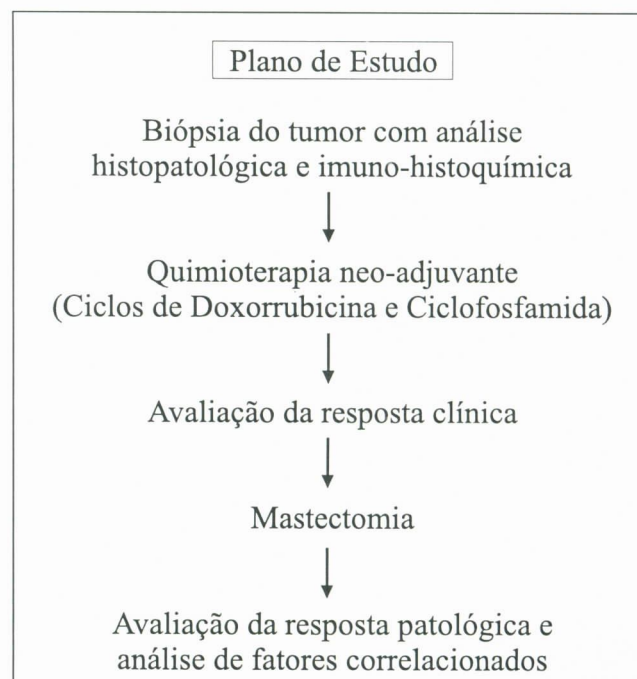 Plano de Estudo
Biópsia do tumor com análise
histopatológica e imuno-histoquímica
Quimioterapia neo-adjuvante
(Ciclos de Doxorrubicina e Ciclofosfamida)
Avaliação da resposta clínica
Mastectomia
Avaliação da resposta patológica e
análise de fatores correlacionados